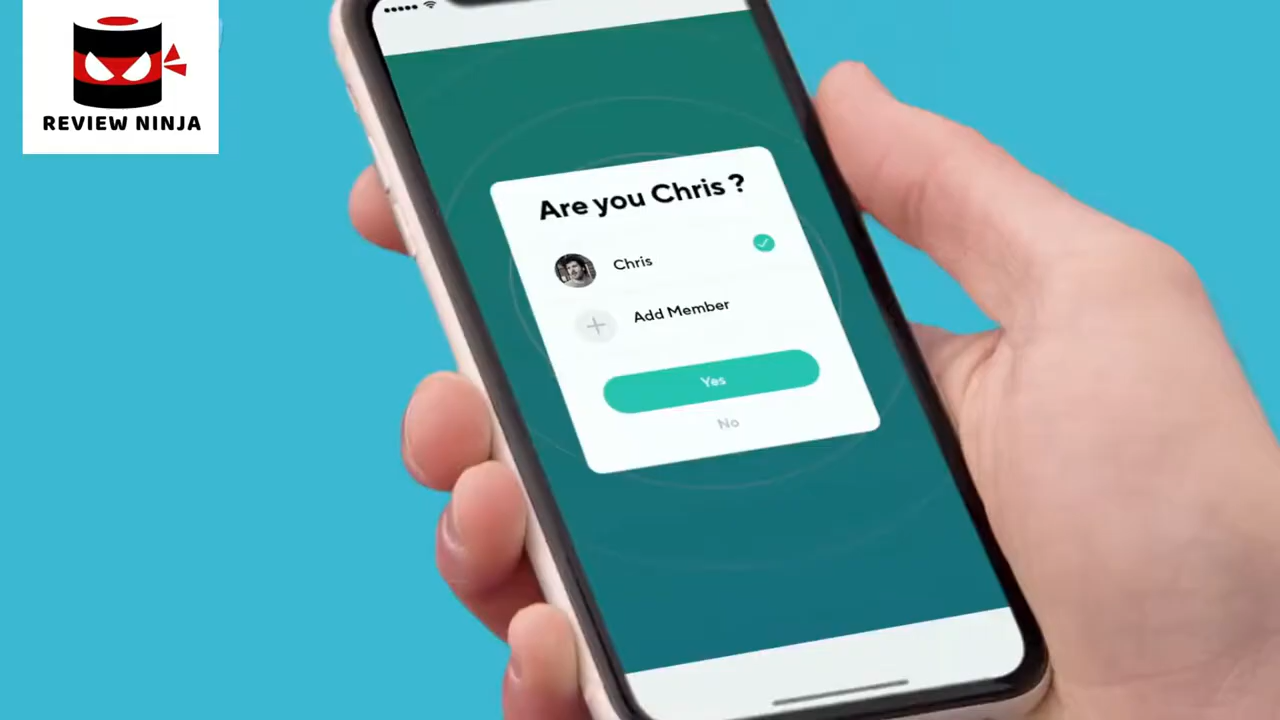 REVIEW NINJA
Are you Chris ?
Chris
Add Member
Yes
No